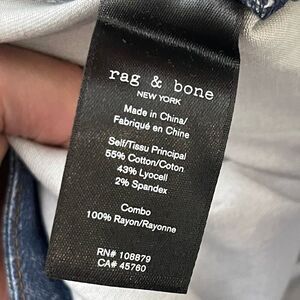 rag & bone
NEW YORK
Made in China/
Fabriqué en Chine
Self/Tissu Principal
55% Cotton/Coton
43% Lyocell
2% Spandex
Combo
100% Rayon/Rayonne
RN# 108879
CA# 45760